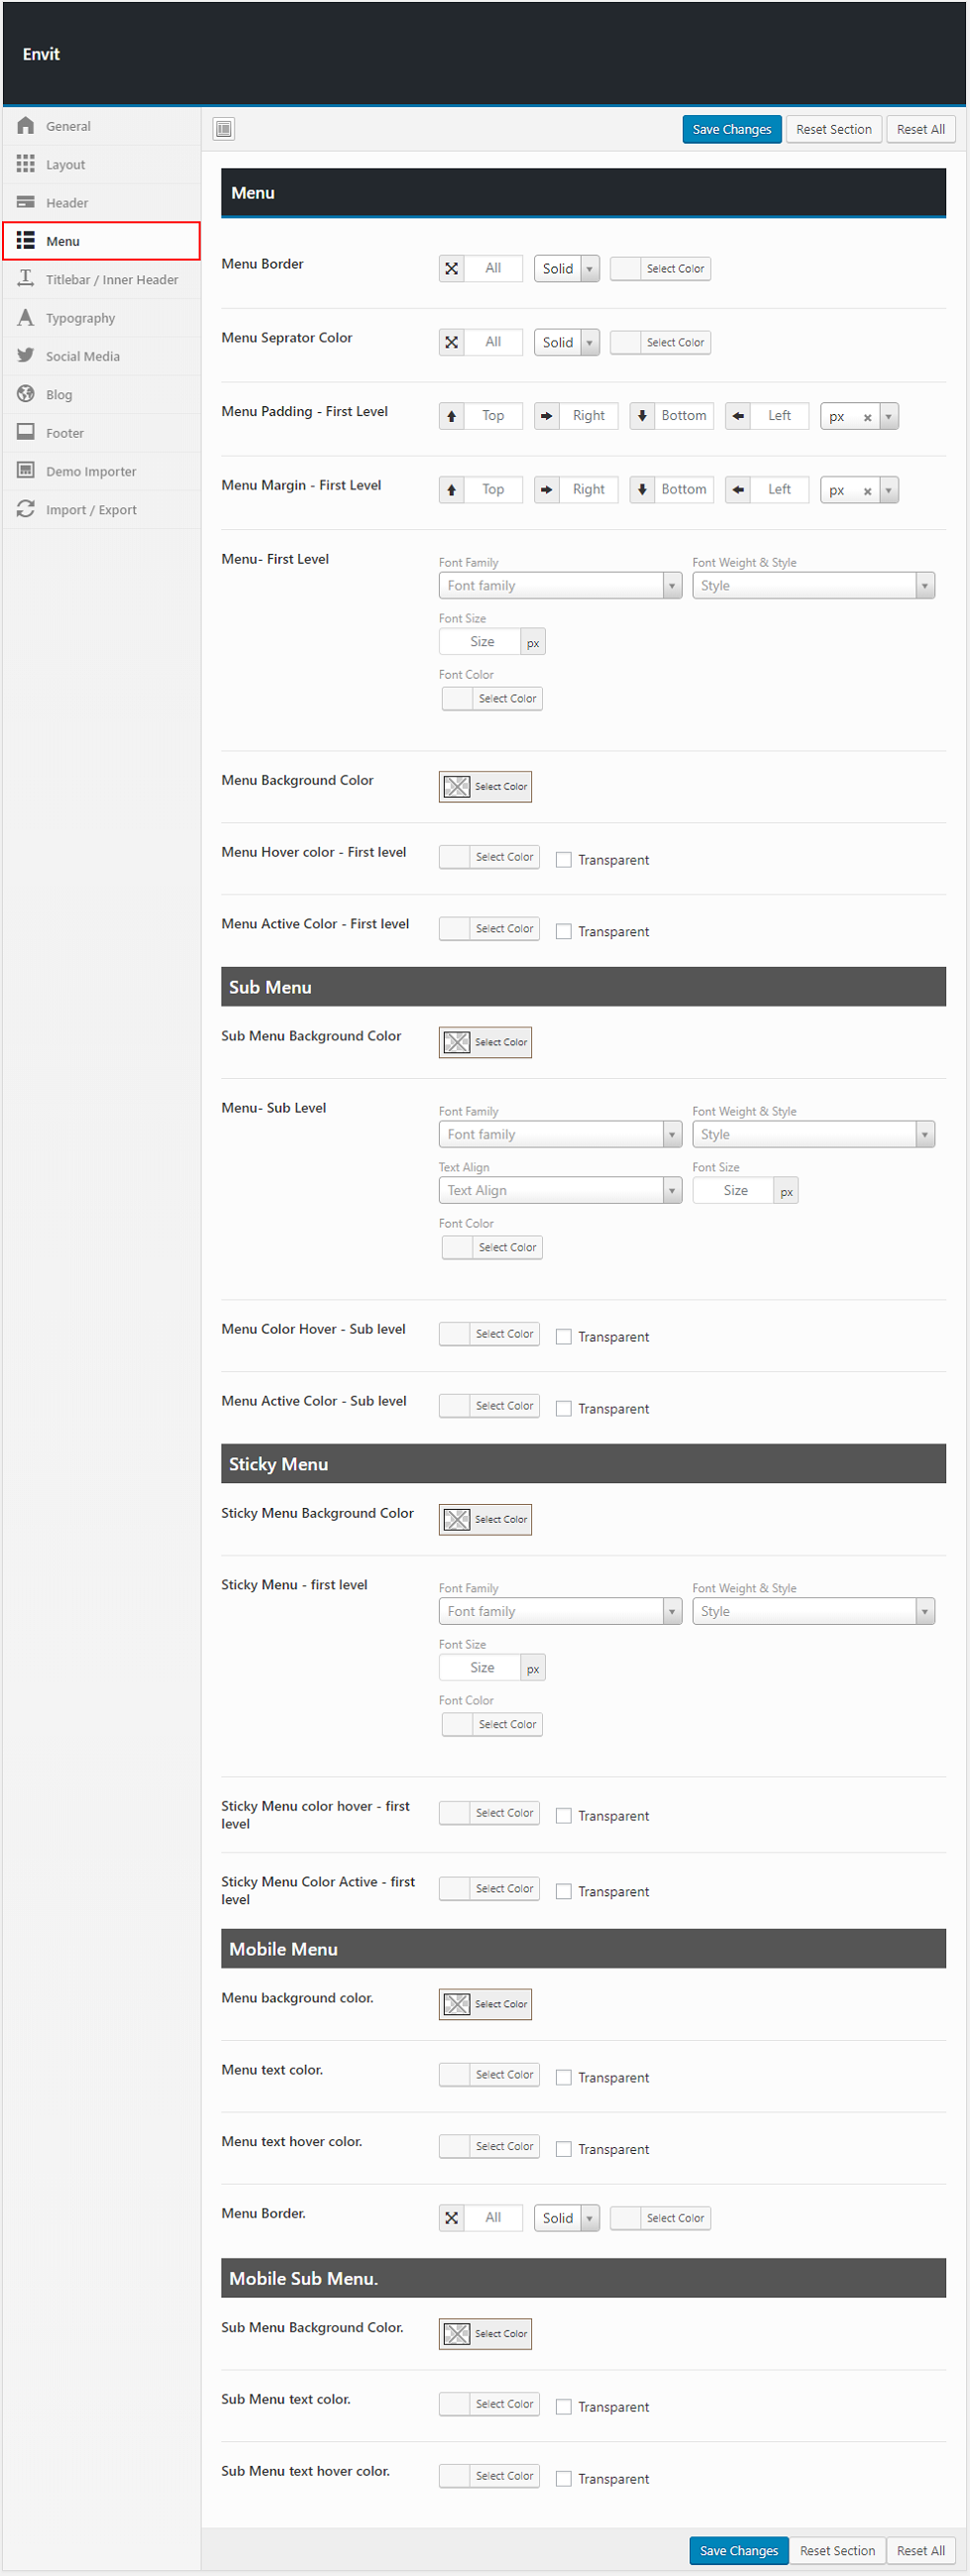 Envit
General
Layout
Header
Menu
Titlebar / Inner Header
Typography
Social Media
Blog
Footer
Demo Importer
Import / Export
Save Changes Reset Section Reset All
Menu
Menu Border All Solid Select Color
Menu Seprator Color All Solid Select Color
Menu Padding - First Level Top Right Bottom Left px ×
Menu Margin - First Level Top Right Bottom Left px ×
Menu- First Level
Font Family Font Weight & Style
Font family Style
Font Size
Size px
Font Color
Select Color
Menu Background Color Select Color
Menu Hover color - First level Select Color Transparent
Menu Active Color - First level Select Color Transparent
Sub Menu
Sub Menu Background Color Select Color
Menu- Sub Level
Font Family Font Weight & Style
Font family Style
Text Align Font Size
Text Align Size px
Font Color
Select Color
Menu Color Hover - Sub level Select Color Transparent
Menu Active Color - Sub level Select Color Transparent
Sticky Menu
Sticky Menu Background Color Select Color
Sticky Menu - first level
Font Family Font Weight & Style
Font family Style
Font Size
Size px
Font Color
Select Color
Sticky Menu color hover - first
level
Select Color Transparent
Sticky Menu Color Active - first
level
Select Color Transparent
Mobile Menu
Menu background color. Select Color
Menu text color. Select Color Transparent
Menu text hover color. Select Color Transparent
Menu Border. All Solid Select Color
Mobile Sub Menu.
Sub Menu Background Color. Select Color
Sub Menu text color. Select Color Transparent
Sub Menu text hover color. Select Color Transparent
Save Changes Reset Section Reset All